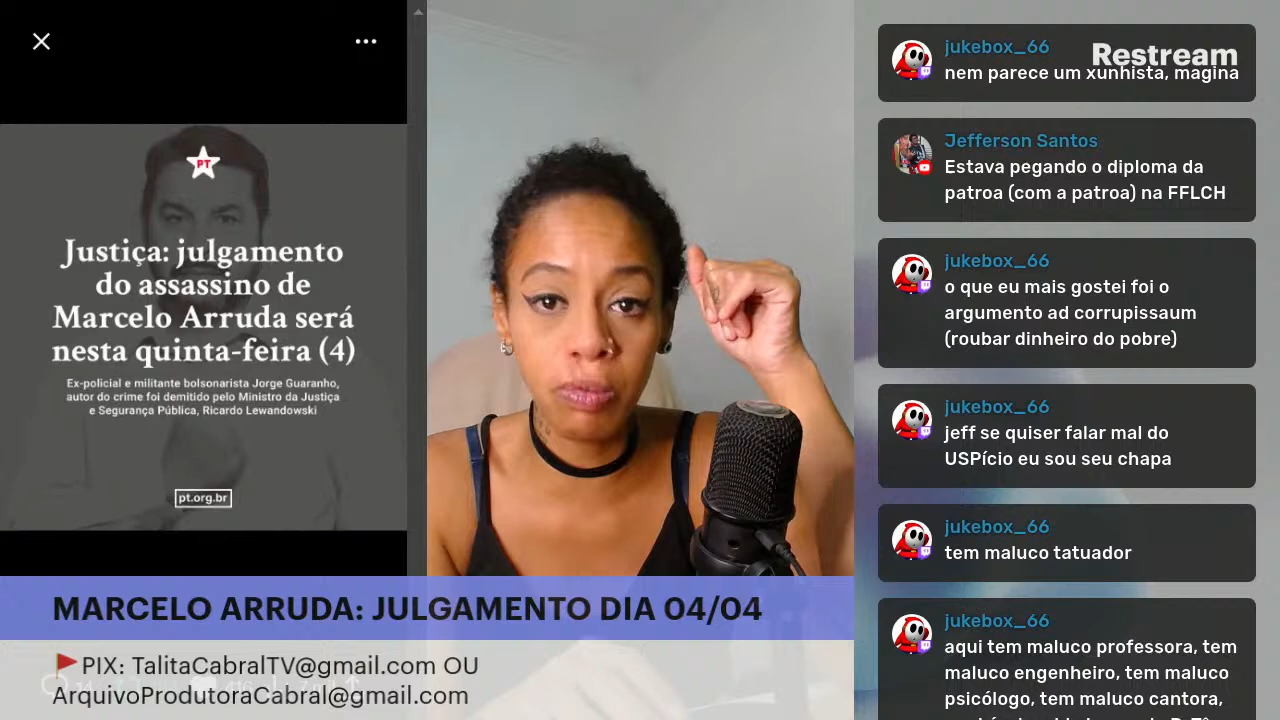 PT
Justiça: julgamento
do assassino de
Marcelo Arruda será
nesta quinta-feira (4)
Ex-policial e militante bolsonarista Jorge Guaranho,
autor do crime foi demitido pelo Ministro da Justiça
e Segurança Pública, Ricardo Lewandowski
pt.org.br
MARCELO ARRUDA: JULGAMENTO DIA 04/04
PIX: TalitaCabralTV@gmail.com OU
ArquivoProdutoraCabral@gmail.com
Restream
jukebox_66
nem parece um xunhista, magina
Jefferson Santos
Estava pegando o diploma da
patroa (com a patroa) na FFLCH
jukebox_66
o que eu mais gostei foi o
argumento ad corrupissaum
(roubar dinheiro do pobre)
jukebox_66
jeff se quiser falar mal do
USPício eu sou seu chapa
jukebox_66
tem maluco tatuador
jukebox_66
aqui tem maluco professora, tem
maluco engenheiro, tem maluco
psicólogo, tem maluco cantora,